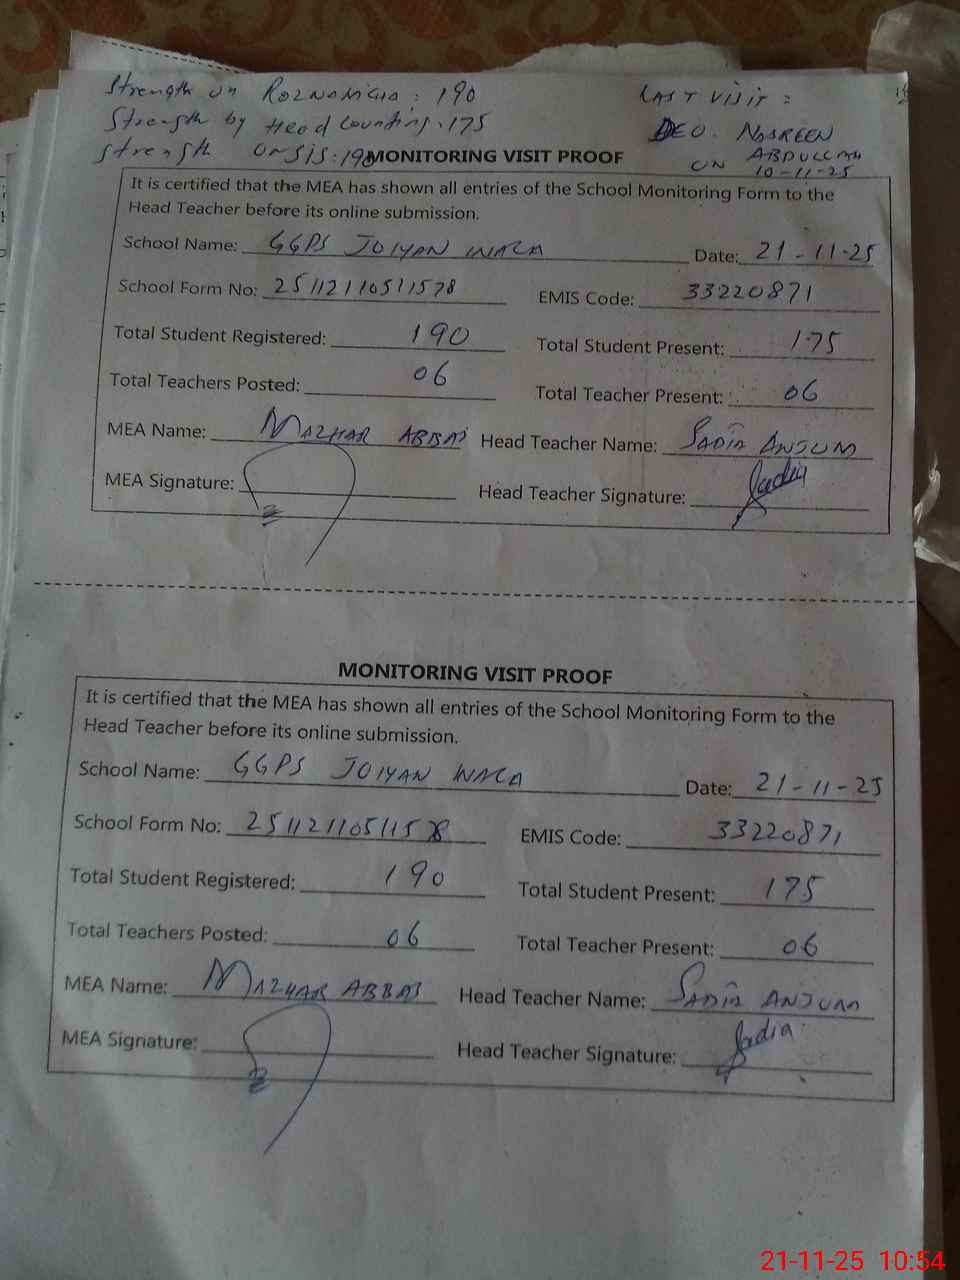 Strength on ROZNAMCHA : 190
Strength by Head Counting . 175
Strength on SIS : 190
LAST VISIT :
DEO. NASREEN
ABDULLAH
ON 10-11-25
MONITORING VISIT PROOF
It is certified that the MEA has shown all entries of the School Monitoring Form to the
Head Teacher before its online submission.
School Name: GGPS JOIYAN WALA Date: 21-11-25
School Form No: 25112110511578 EMIS Code: 33220871
Total Student Registered: 190 Total Student Present: 175
Total Teachers Posted: 06 Total Teacher Present: 06
MEA Name: MAZHAR ABBAS Head Teacher Name: SADIA ANJUM
MEA Signature: Head Teacher Signature: Sadia
MONITORING VISIT PROOF
It is certified that the MEA has shown all entries of the School Monitoring Form to the
Head Teacher before its online submission.
School Name: GGPS JOIYAN WALA Date: 21-11-25
School Form No: 25112110511578 EMIS Code: 33220871
Total Student Registered: 190 Total Student Present: 175
Total Teachers Posted: 06 Total Teacher Present: 06
MEA Name: MAZHAR ABBAS Head Teacher Name: SADIA ANJUM
MEA Signature: Head Teacher Signature: Sadia
21-11-25 10:54